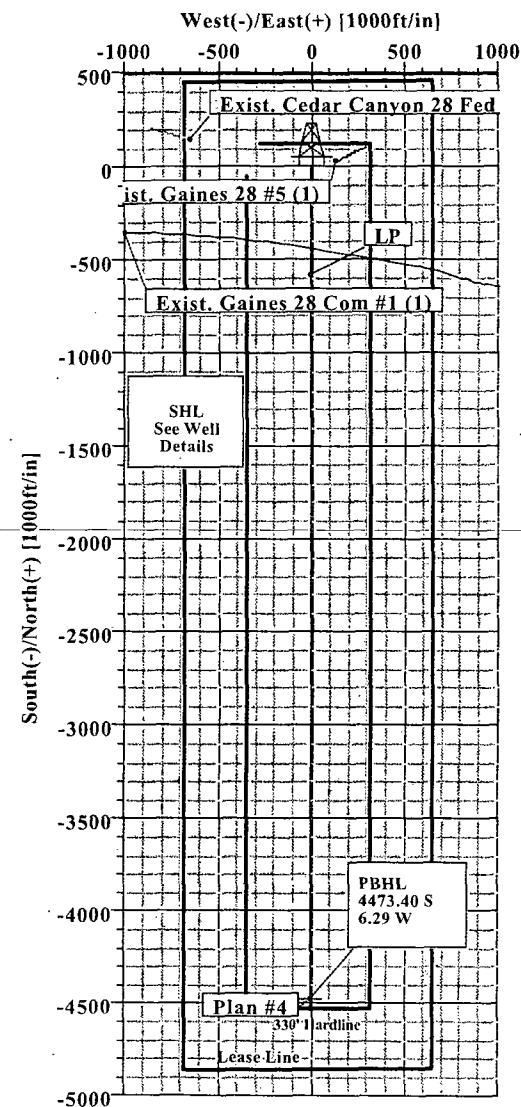 West(-)/East(+) [1000ft/in]
-1000 -500 0 500 1000
500
Exist. Cedar Canyon 28 Fed
0
ist. Gaines 28 #5 (1)
LP
-500
Exist. Gaines 28 Com #1 (1)
-1000
SHL
See Well
Details
-1500
-2000
South(-)/North(+) [1000ft/in]
-2500
-3000
-3500
PBHL
4473.40 S
6.29 W
-4000
-4500
Plan #4
330' Hardline
Lease Line
-5000